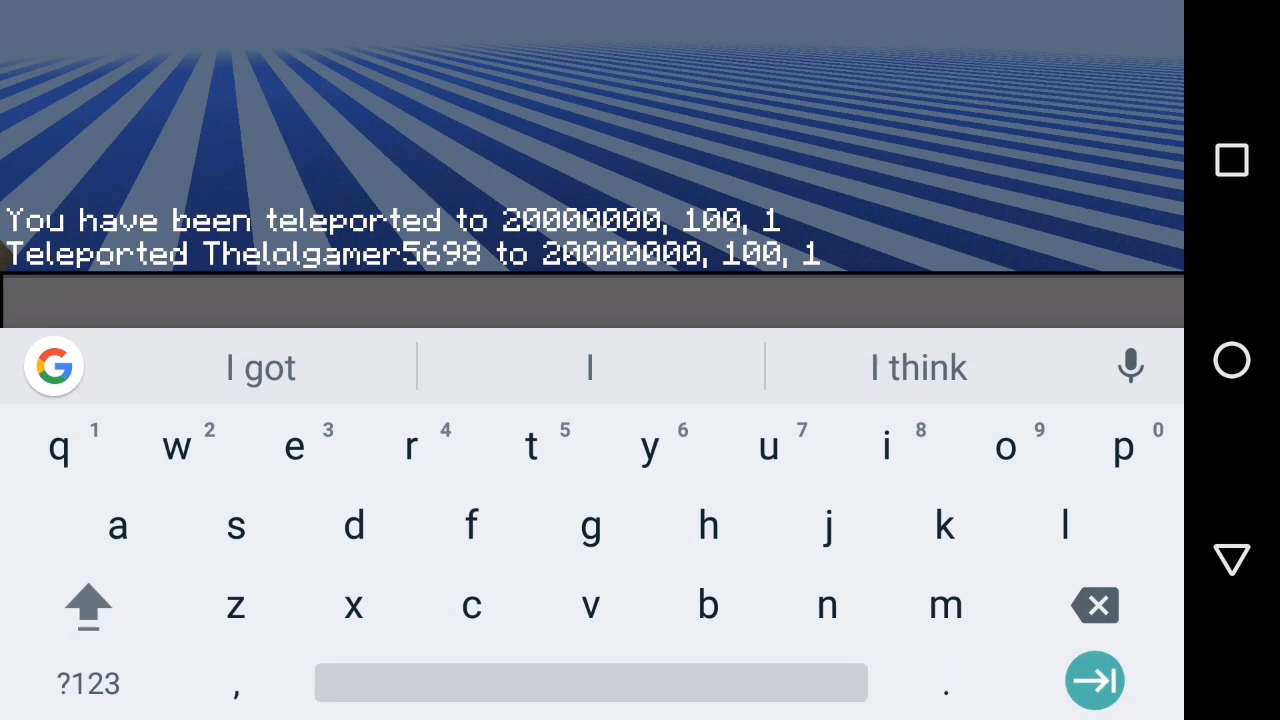 You have been teleported to 20000000, 100, 1
Teleported Thelolgamer5698 to 20000000, 100, 1
G I got I I think
q 1 w 2 e 3 r 4 t 5 y 6 u 7 i 8 o 9 p 0
a s d f g h j k l
z x c v b n m
?123 , .